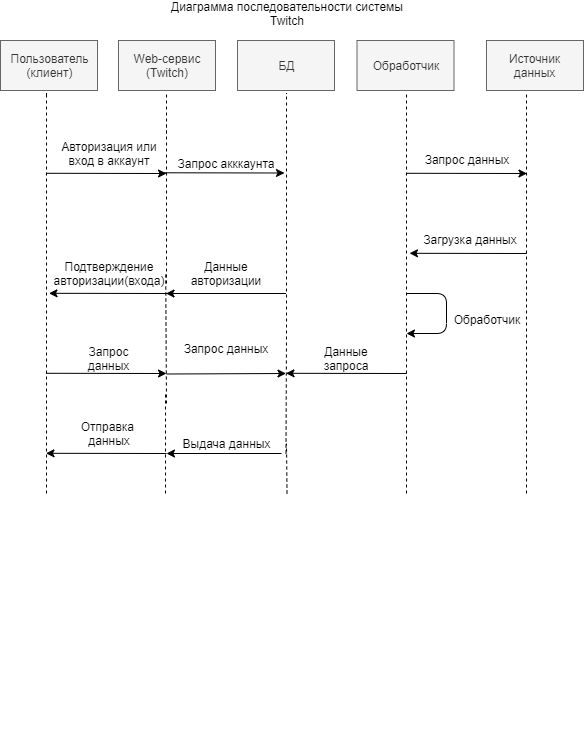 Диаграмма последовательности системы
Twitch
Пользователь
(клиент)
Web-сервис
(Twitch)
БД
Обработчик
Источник
данных
Авторизация или
вход в аккаунт
Запрос акккаунта
Запрос данных
Загрузка данных
Подтверждение
авторизации(входа)
Данные
авторизации
Обработчик
Запрос
данных
Запрос данных
Данные
запроса
Отправка
данных
Выдача данных